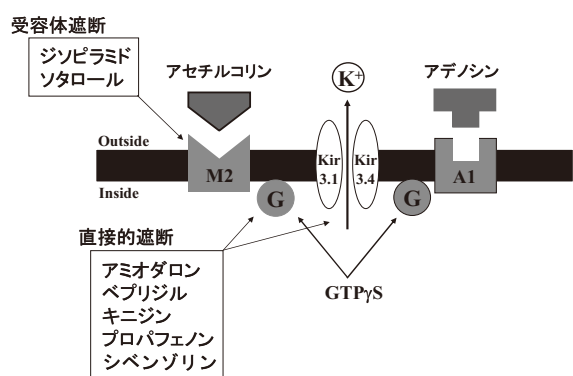 受容体遮断
ジソピラミド
ソタロール
アセチルコリン
K+
アデノシン
Outside
Inside
M2
G
Kir
3.1
Kir
3.4
G
A1
直接的遮断
アミオダロン
ベプリジル
キニジン
プロパフェノン
シベンゾリン
GTPγS